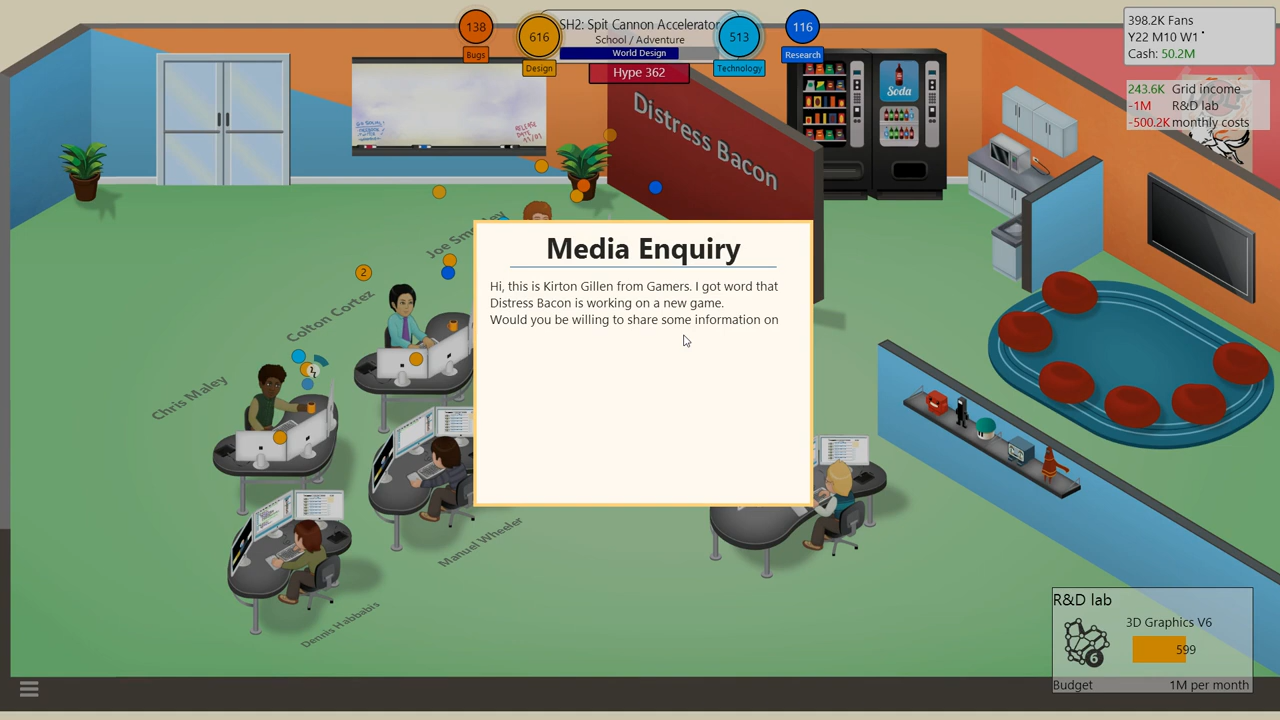 138
Bugs
616
Design
SH2: Spit Cannon Accelerator
School / Adventure
World Design
Hype 362
513
Technology
116
Research
398.2K Fans
Y22 M10 W1
Cash: 50.2M
243.6K Grid income
-1M R&D lab
-500.2K monthly costs
RELEASE DATE
Soda
Distress Bacon
Media Enquiry
Hi, this is Kirton Gillen from Gamers. I got word that
Distress Bacon is working on a new game.
Would you be willing to share some information on
2
Colton Cortez
Chris Maley
Manuel Wheeler
Dennis Habbabis
R&D lab
3D Graphics V6
6
599
Budget
1M per month